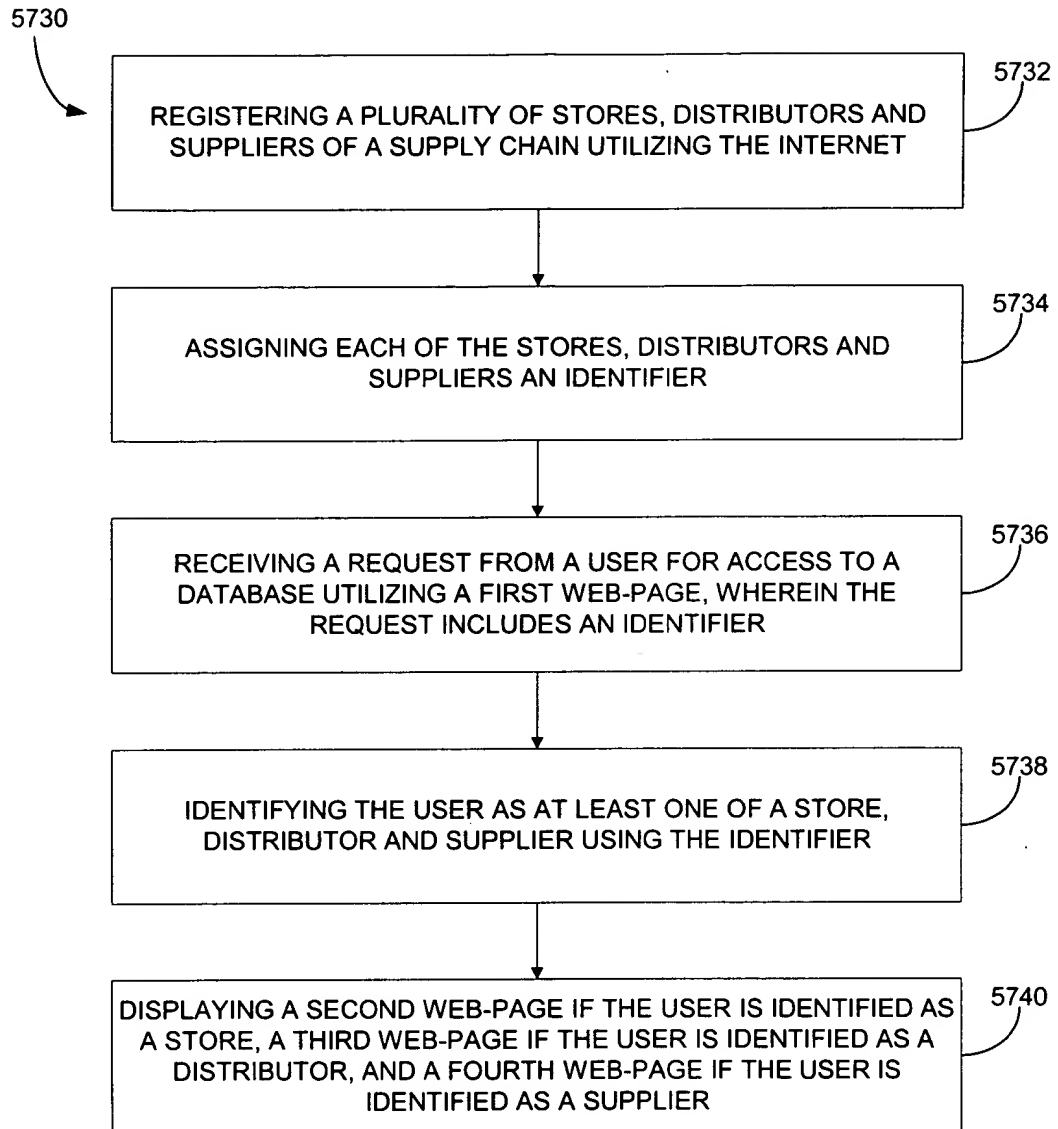 5730
5732
REGISTERING A PLURALITY OF STORES, DISTRIBUTORS AND
SUPPLIERS OF A SUPPLY CHAIN UTILIZING THE INTERNET
5734
ASSIGNING EACH OF THE STORES, DISTRIBUTORS AND
SUPPLIERS AN IDENTIFIER
5736
RECEIVING A REQUEST FROM A USER FOR ACCESS TO A
DATABASE UTILIZING A FIRST WEB-PAGE, WHEREIN THE
REQUEST INCLUDES AN IDENTIFIER
5738
IDENTIFYING THE USER AS AT LEAST ONE OF A STORE,
DISTRIBUTOR AND SUPPLIER USING THE IDENTIFIER
5740
DISPLAYING A SECOND WEB-PAGE IF THE USER IS IDENTIFIED AS
A STORE, A THIRD WEB-PAGE IF THE USER IS IDENTIFIED AS A
DISTRIBUTOR, AND A FOURTH WEB-PAGE IF THE USER IS
IDENTIFIED AS A SUPPLIER